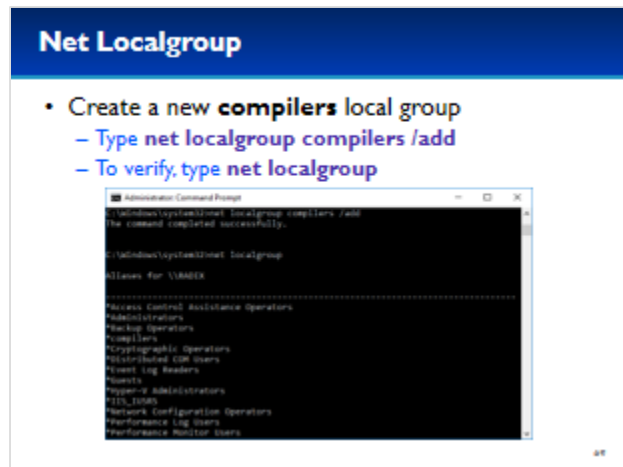 Net Localgroup
• Create a new compilers local group
– Type net localgroup compilers /add
– To verify, type net localgroup
Administrator: Command Prompt
C:\Windows\system32>net localgroup compilers /add
The command completed successfully.
C:\Windows\system32>net localgroup
Aliases for \\RADIX
-------------------------------------------------------------------------------
*Access Control Assistance Operators
*Administrators
*Backup Operators
*compilers
*Cryptographic Operators
*Distributed COM Users
*Event Log Readers
*Guests
*Hyper-V Administrators
*IIS_IUSRS
*Network Configuration Operators
*Performance Log Users
*Performance Monitor Users